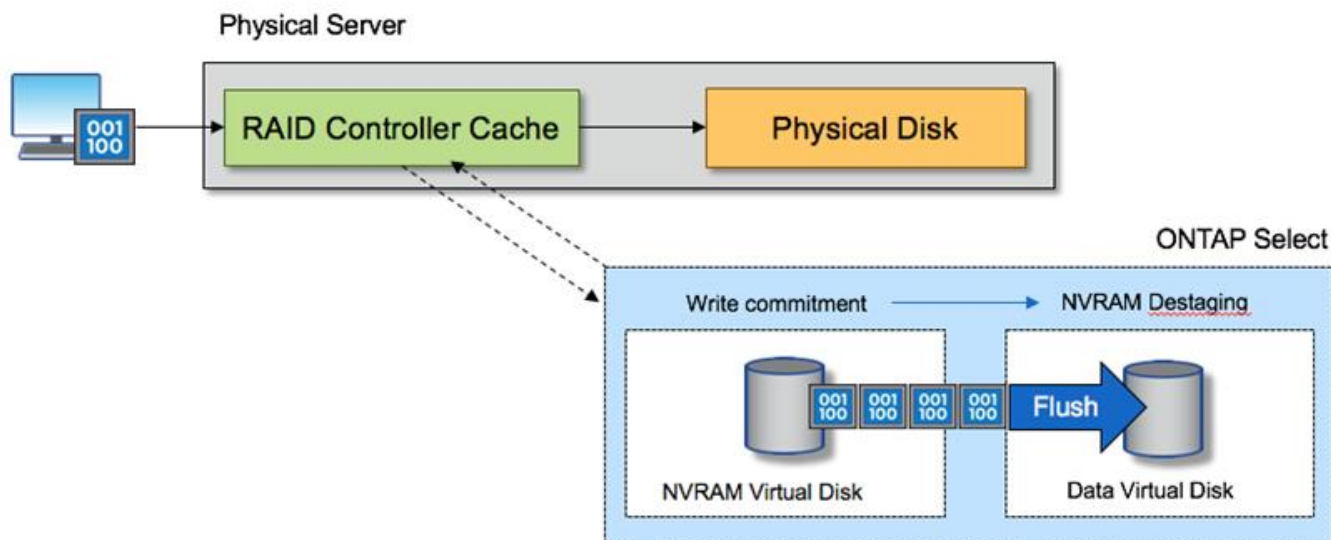 Physical Server
001
100
RAID Controller Cache
Physical Disk
ONTAP Select
Write commitment
NVRAM Destaging
001
100
001
100
001
100
001
100
Flush
NVRAM Virtual Disk
Data Virtual Disk